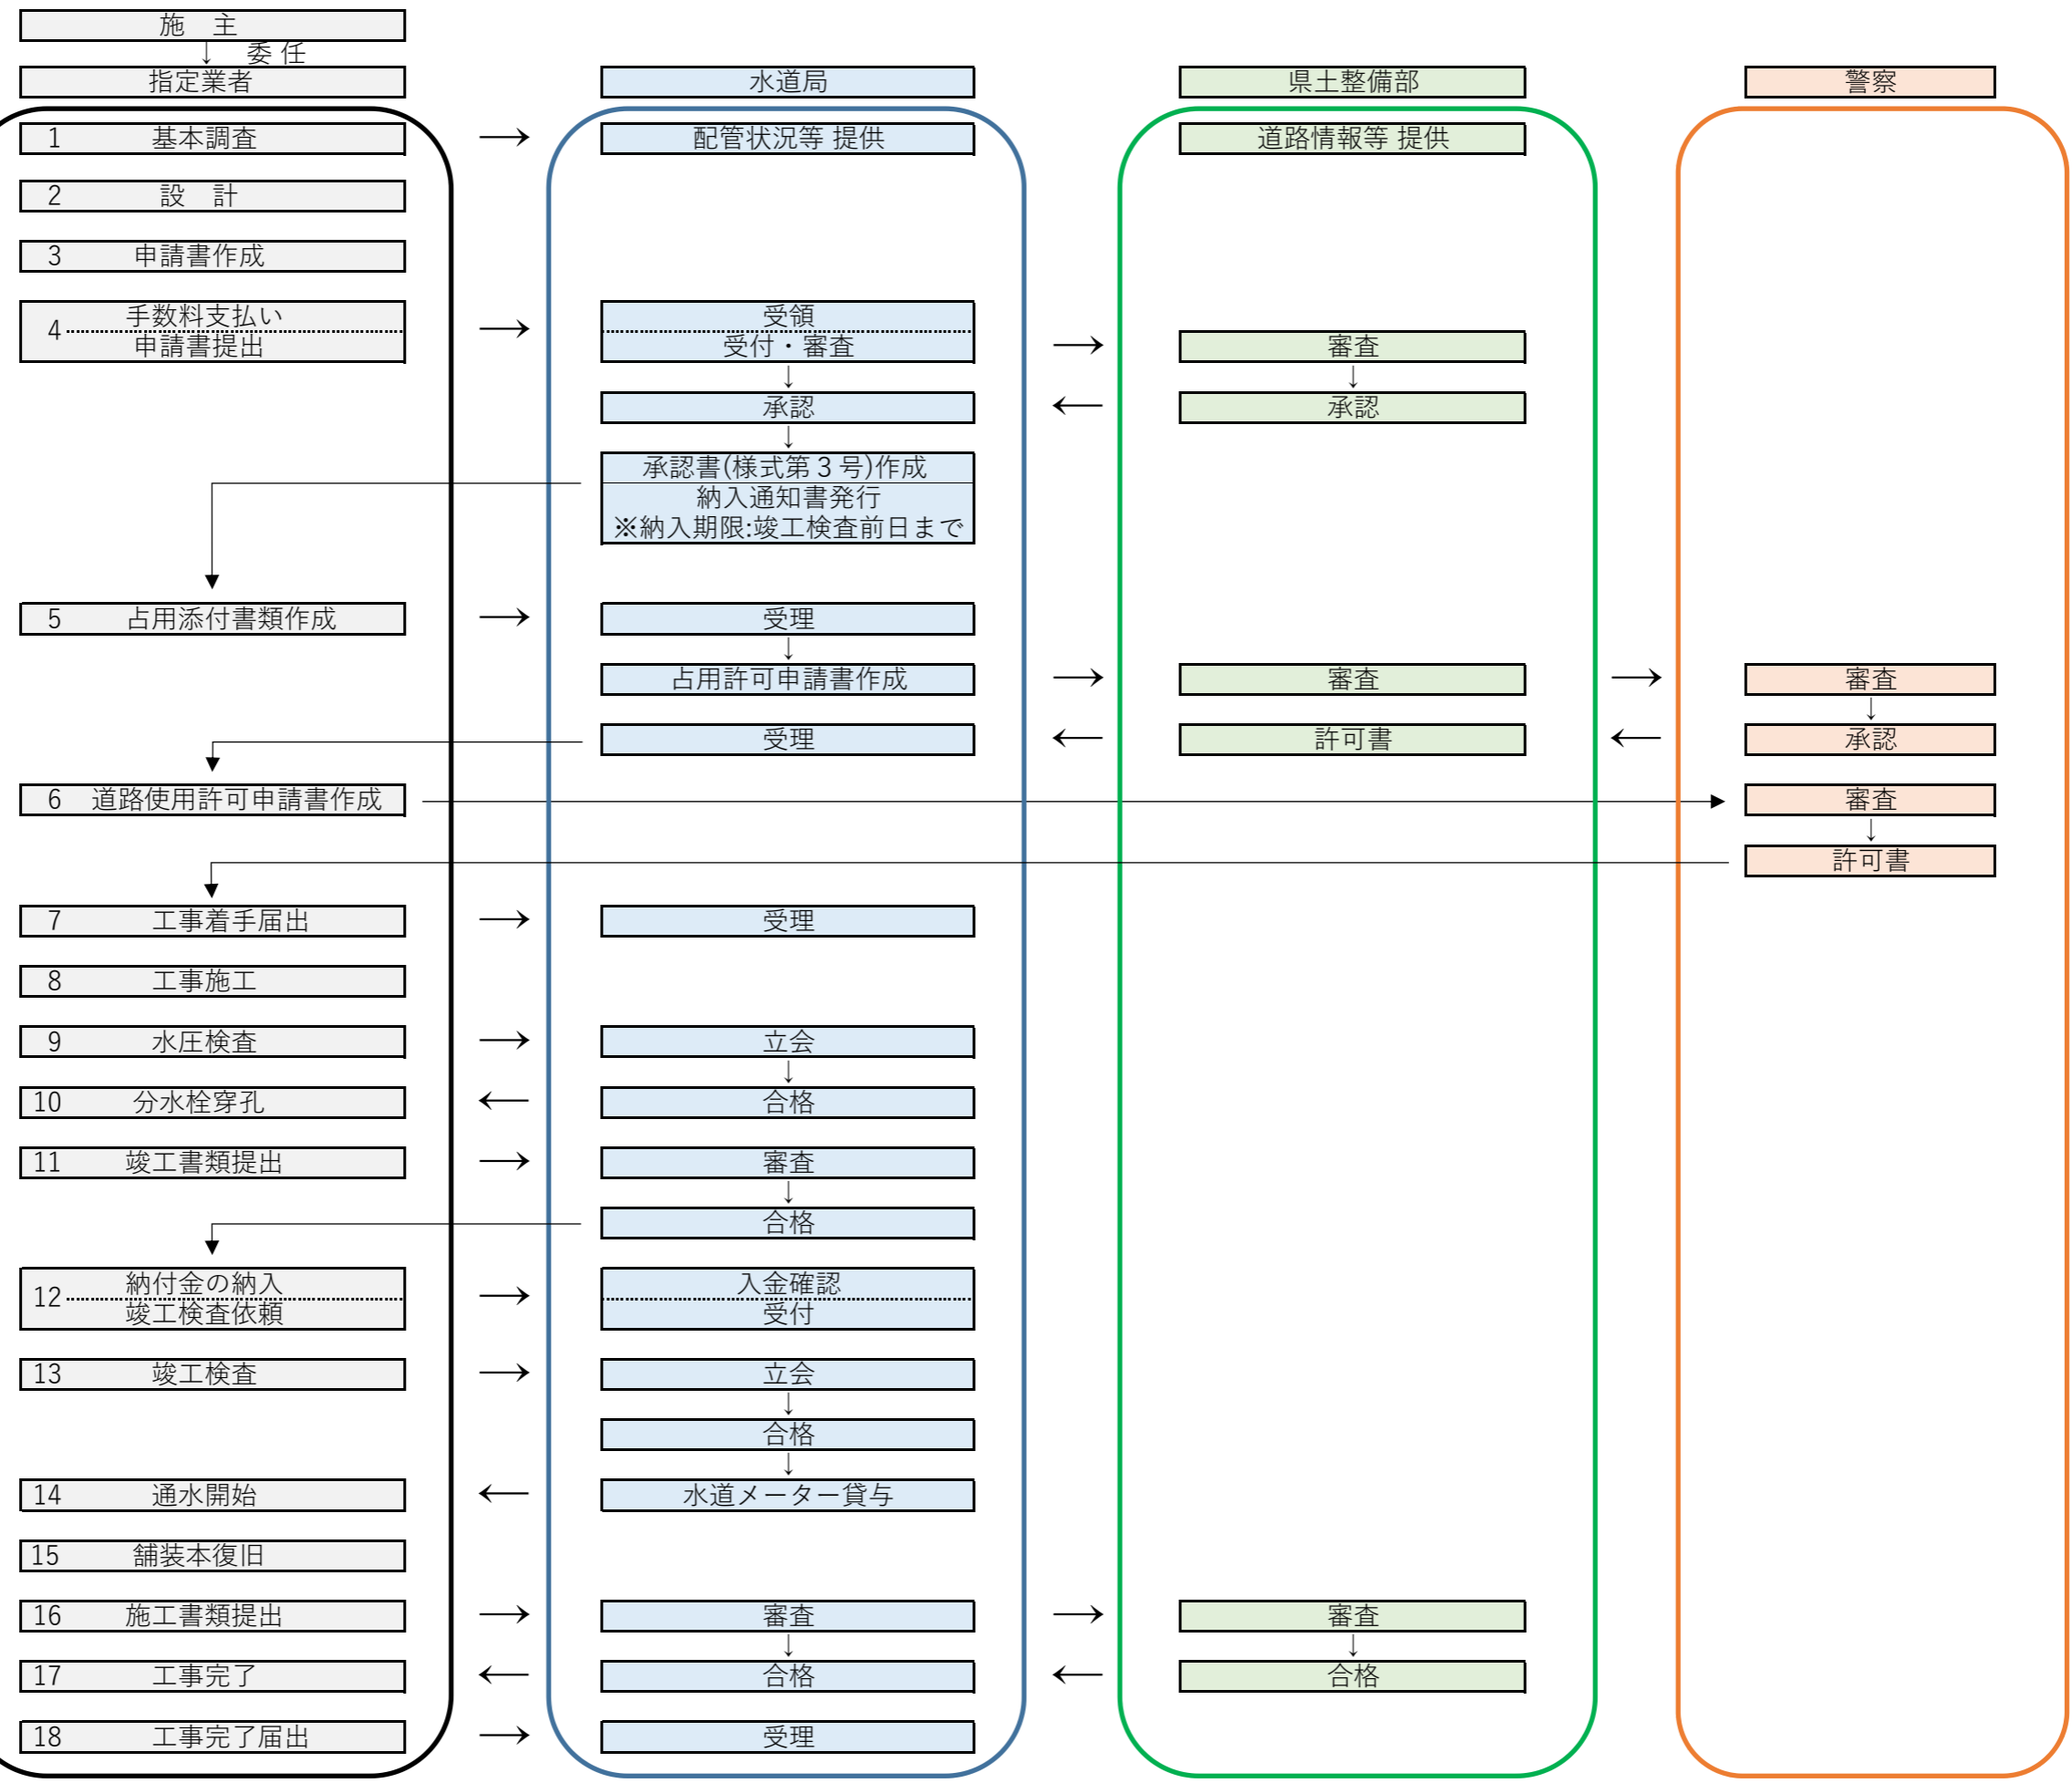 施　主
↓　委 任
指定業者　水道局　県土整備部　警察
1　基本調査　→　配管状況等 提供　道路情報等 提供
2　設　計
3　申請書作成
手数料支払い　受領
4　→
申請書提出　受付・審査　→　審査
↓　↓
承認　←　承認
↓
承認書(様式第３号)作成
納入通知書発行
※納入期限:竣工検査前日まで
5　占用添付書類作成　→　受理
↓
占用許可申請書作成　→　審査　→　審査
↓
受理　←　許可書　←　承認
6　道路使用許可申請書作成　審査
↓
許可書
7　工事着手届出　→　受理
8　工事施工
9　水圧検査　→　立会
↓
10　分水栓穿孔　←　合格
11　竣工書類提出　→　審査
↓
合格
納付金の納入　入金確認
12　→
竣工検査依頼　受付
13　竣工検査　→　立会
↓
合格
↓
14　通水開始　←　水道メーター貸与
15　舗装本復旧
16　施工書類提出　→　審査　→　審査
↓　↓
17　工事完了　←　合格　←　合格
18　工事完了届出　→　受理